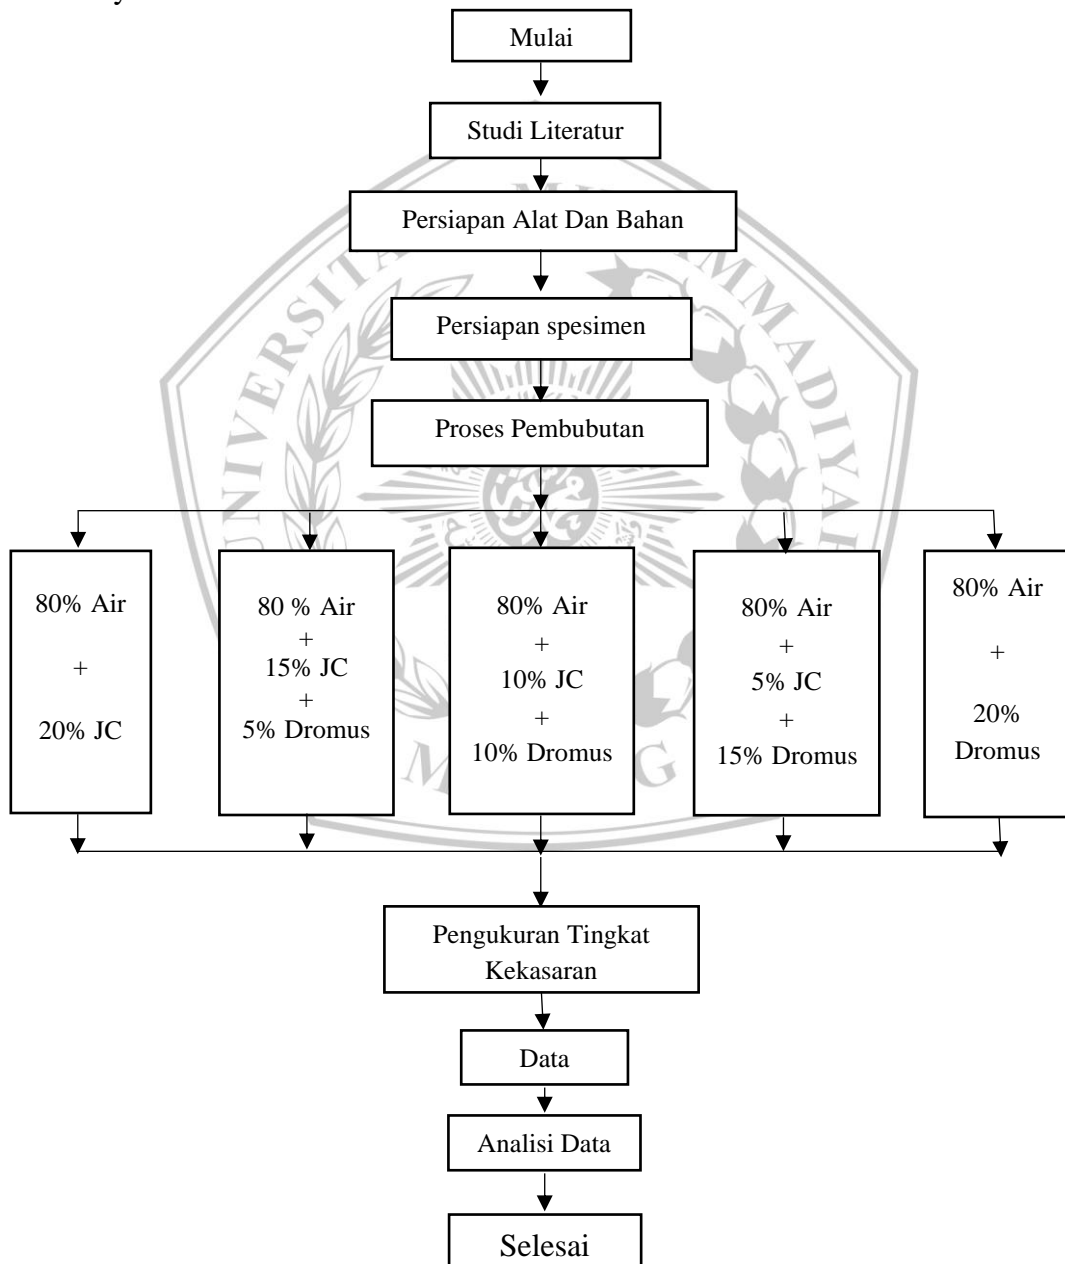 Mulai
Studi Literatur
Persiapan Alat Dan Bahan
Persiapan spesimen
Proses Pembubutan
80% Air
+
20% JC
80 % Air
+
15% JC
+
5% Dromus
80% Air
+
10% JC
+
10% Dromus
80% Air
+
5% JC
+
15% Dromus
80% Air
+
20%
Dromus
Pengukuran Tingkat
Kekasaran
Data
Analisi Data
Selesai